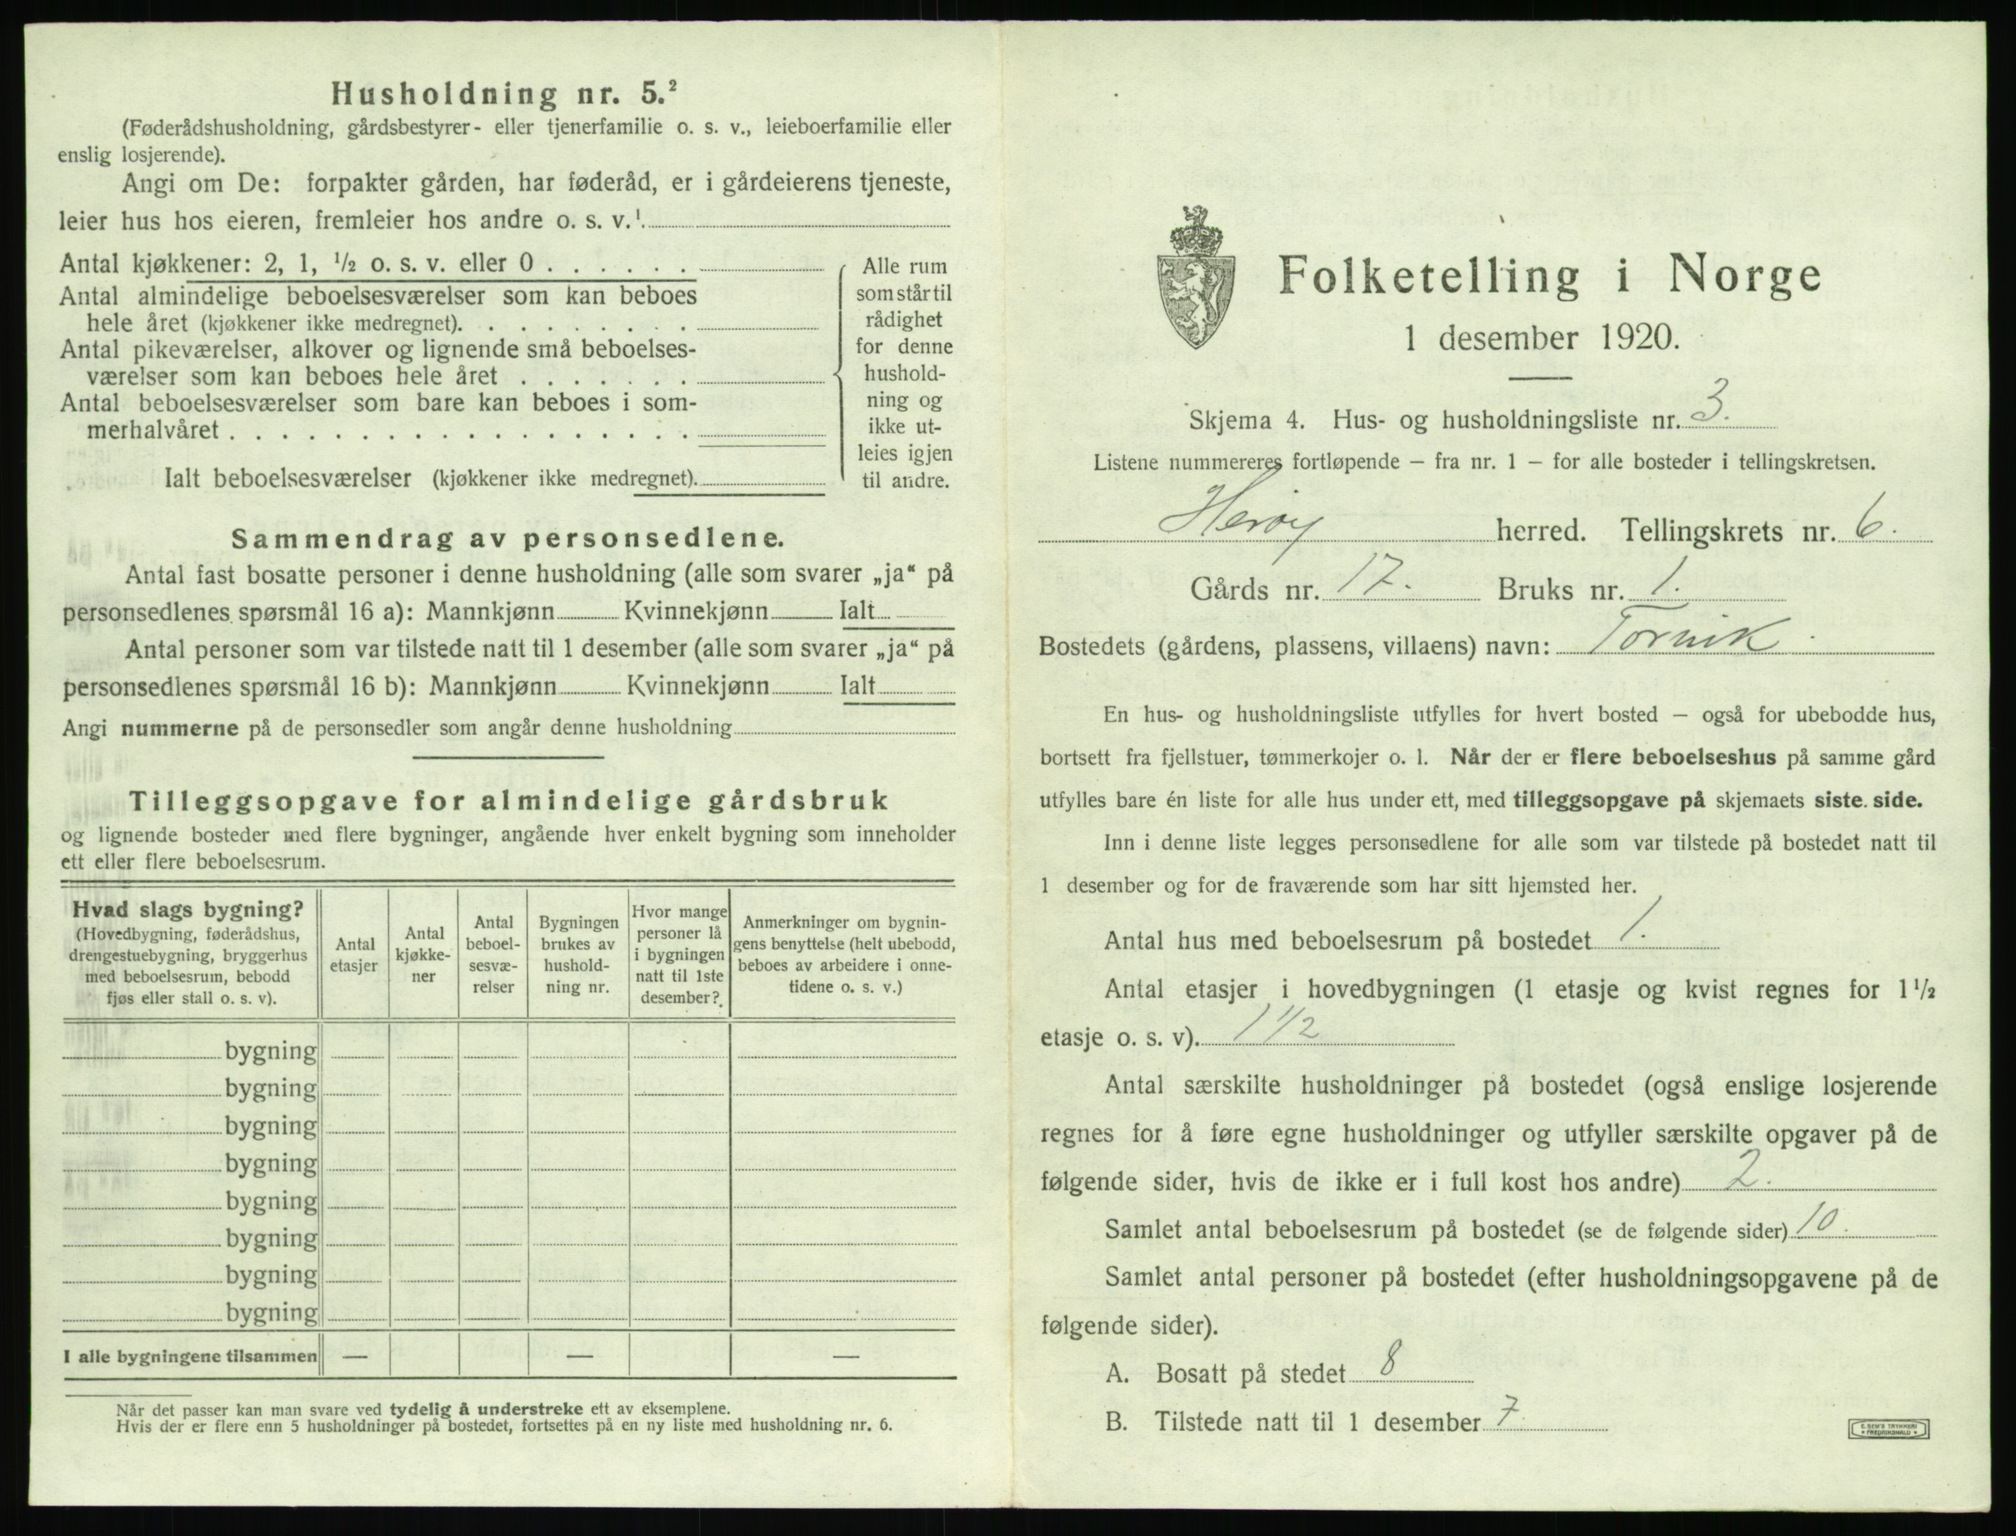 Husholdning nr. 5.²
(Føderådshusholdning, gårdsbestyrer- eller tjenerfamilie o. s. v., leieboerfamilie eller
enslig losjerende).
Angi om De: forpakter gården, har føderåd, er i gårdeierens tjeneste,
leier hus hos eieren, fremleier hos andre o. s. v.¹
Antal kjøkkener: 2, 1, ½ o. s. v. eller 0 . . . . . .
Antal almindelige beboelsesværelser som kan beboes
hele året (kjøkkener ikke medregnet). . . . . . . . .
Antal pikeværelser, alkover og lignende små beboelses-
værelser som kan beboes hele året . . . . . . .
Antal beboelsesværelser som bare kan beboes i som-
merhalvåret . . . . . . . . . . . . . . . . . .
Ialt beboelsesværelser (kjøkkener ikke medregnet).
Alle rum
som står til
rådighet
for denne
hushold-
ning og
ikke ut-
leies igjen
til andre.
Sammendrag av personsedlene.
Antal fast bosatte personer i denne husholdning (alle som svarer „ja“ på
personsedlenes spørsmål 16 a): Mannkjønn Kvinnekjønn Ialt
Antal personer som var tilstede natt til 1 desember (alle som svarer „ja“ på
personsedlenes spørsmål 16 b): Mannkjønn Kvinnekjønn Ialt
Angi nummerne på de personsedler som angår denne husholdning
Tilleggsopgave for almindelige gårdsbruk
og lignende bosteder med flere bygninger, angående hver enkelt bygning som inneholder
ett eller flere beboelsesrum.
Hvad slags bygning?
(Hovedbygning, føderådshus,
drengestuebygning, bryggerhus
med beboelsesrum, bebodd
fjøs eller stall o. s. v).
Antal
etasjer
Antal
kjøkke-
ner
Antal
beboel-
sesvæ-
relser
Bygningen
brukes av
hushold-
ning nr.
Hvor mange
personer lå
i bygningen
natt til 1ste
desember?
Anmerkninger om bygnin-
gens benyttelse (helt ubebodd,
beboes av arbeidere i onne-
tidene o. s. v.)
bygning
bygning
bygning
bygning
bygning
bygning
bygning
bygning
I alle bygningene tilsammen — — —
Når det passer kan man svare ved tydelig å understreke ett av eksemplene.
Hvis der er flere enn 5 husholdninger på bostedet, fortsettes på en ny liste med husholdning nr. 6.
Folketelling i Norge
1 desember 1920.
Skjema 4. Hus- og husholdningsliste nr. 3.
Listene nummereres fortløpende – fra nr. 1 – for alle bosteder i tellingskretsen.
Herøy herred. Tellingskrets nr. 6.
Gårds nr. 17. Bruks nr. 1.
Bostedets (gårdens, plassens, villaens) navn: Torvik.
En hus- og husholdningsliste utfylles for hvert bosted – også for ubebodde hus,
bortsett fra fjellstuer, tømmerkojer o. l. Når der er flere beboelseshus på samme gård
utfylles bare én liste for alle hus under ett, med tilleggsopgave på skjemaets siste side.
Inn i denne liste legges personsedlene for alle som var tilstede på bostedet natt til
1 desember og for de fraværende som har sitt hjemsted her.
Antal hus med beboelsesrum på bostedet 1.
Antal etasjer i hovedbygningen (1 etasje og kvist regnes for 1½
etasje o. s. v). 1 1/2
Antal særskilte husholdninger på bostedet (også enslige losjerende
regnes for å føre egne husholdninger og utfyller særskilte opgaver på de
følgende sider, hvis de ikke er i full kost hos andre) 2.
Samlet antal beboelsesrum på bostedet (se de følgende sider) 10.
Samlet antal personer på bostedet (efter husholdningsopgavene på de
følgende sider).
A. Bosatt på stedet 8
B. Tilstede natt til 1 desember 7.
E. SEM'S TRYKKERI
FREDRIKSHALD